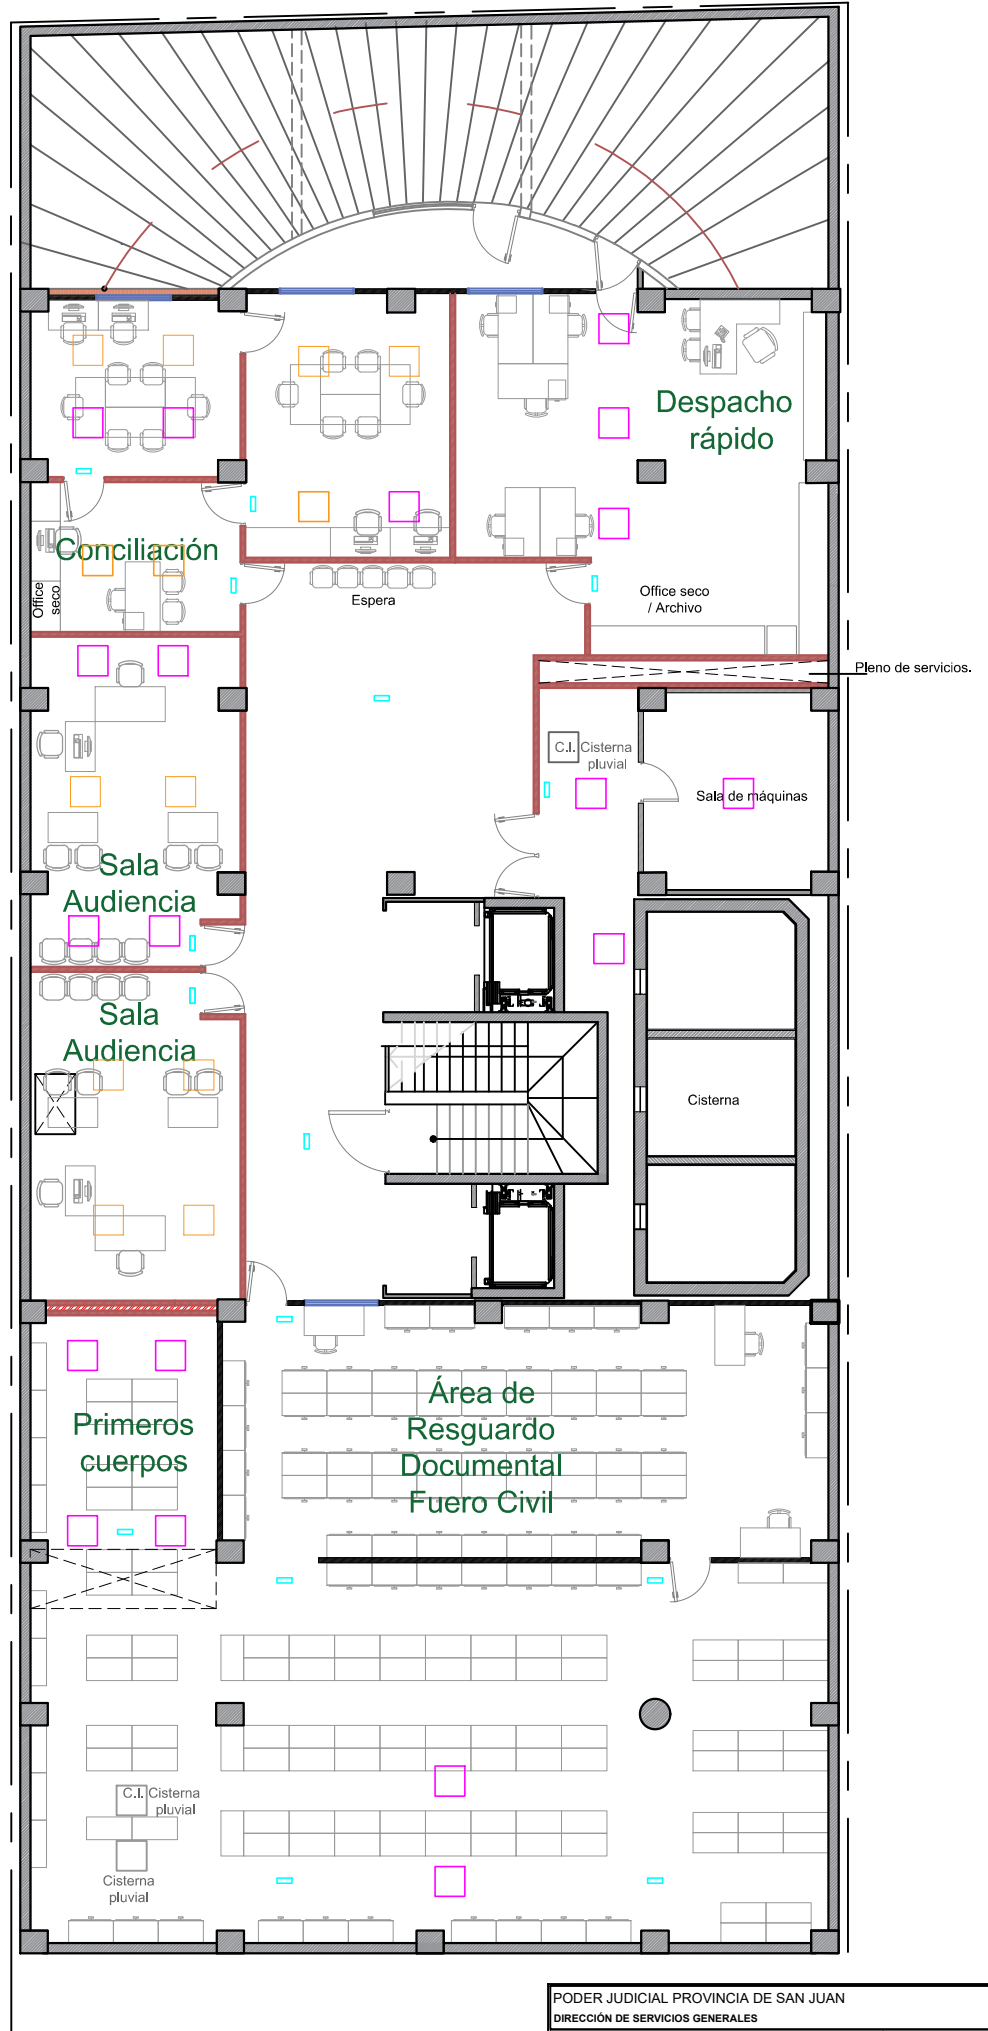 Despacho
rápido
Conciliación
Office
seco
Espera
Office seco
/ Archivo
Pleno de servicios.
C.I. Cisterna
pluvial
Sala de máquinas
Sala
Audiencia
Sala
Audiencia
Cisterna
Primeros
cuerpos
Área de
Resguardo
Documental
Fuero Civil
C.I. Cisterna
pluvial
Cisterna
pluvial
PODER JUDICIAL PROVINCIA DE SAN JUAN
DIRECCIÓN DE SERVICIOS GENERALES